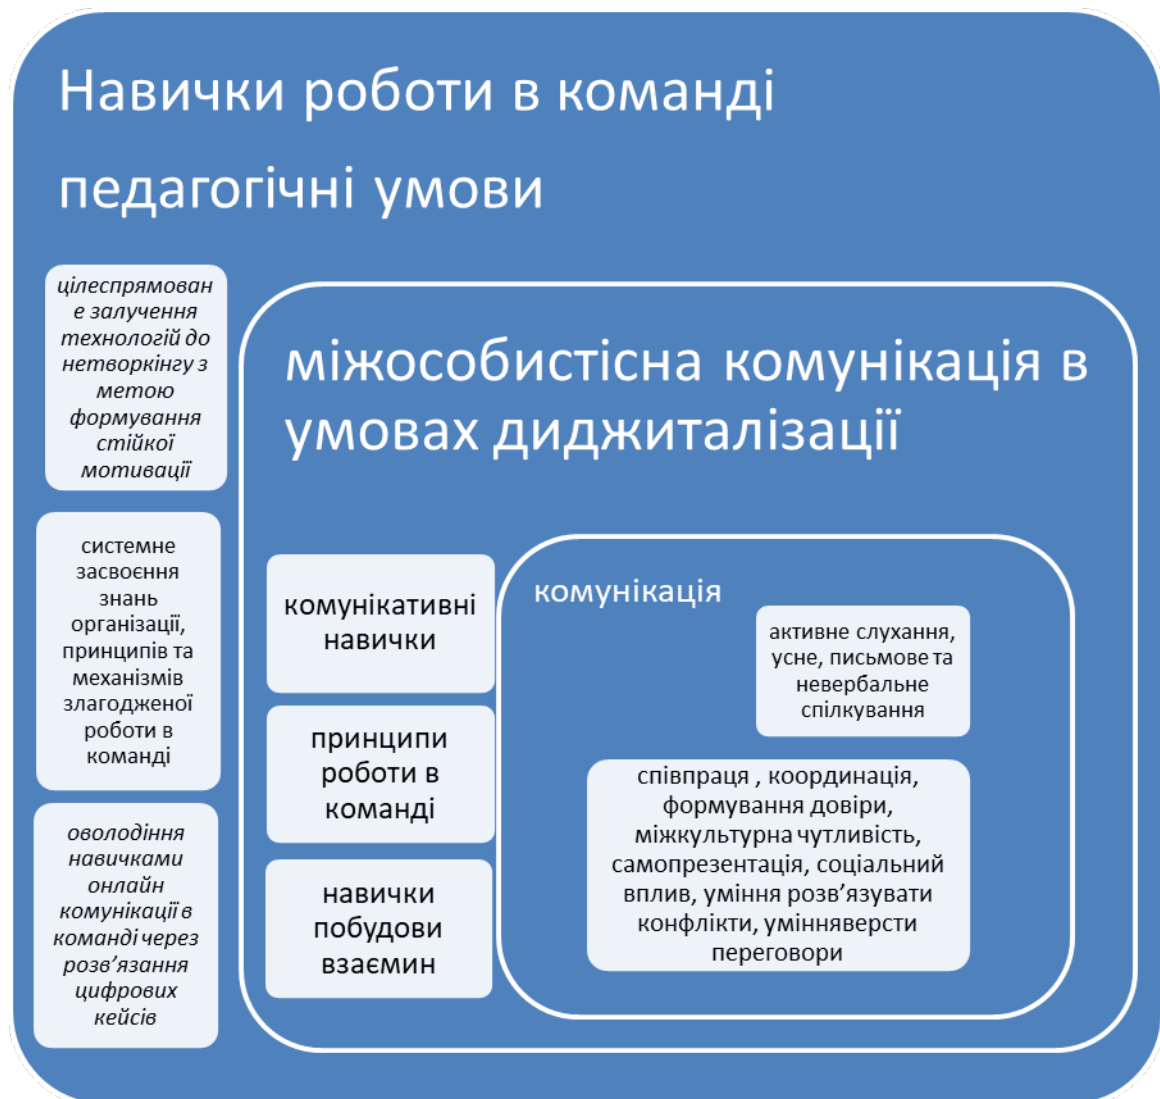 Навички роботи в команді
педагогічні умови
цілеспрямован
е залучення
технологій до
нетворкінгу з
метою
формування
стійкої
мотивації
системне
засвоєння
знань
організації,
принципів та
механізмів
злагодженої
роботи в
команді
оволодіння
навичками
онлайн
комунікації в
команді через
розв’язання
цифрових
кейсів
міжособистісна комунікація в
умовах диджиталізації
комунікативні
навички
принципи
роботи в
команді
навички
побудови
взаємин
комунікація
активне слухання,
усне, письмове та
невербальне
спілкування
співпраця , координація,
формування довіри,
міжкультурна чутливість,
самопрезентація, соціальний
вплив, уміння розв’язувати
конфлікти, умінняверсти
переговори